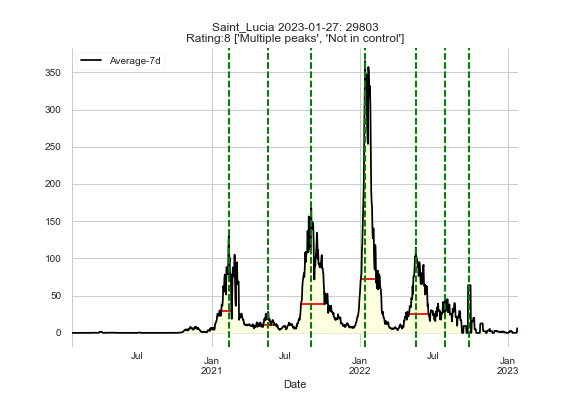 Saint_Lucia 2023-01-27: 29803
Rating:8 ['Multiple peaks', 'Not in control']
Average-7d
350
300
250
200
150
100
50
0
Jul
Jan
2021
Jul
Jan
2022
Jul
Jan
2023
Date